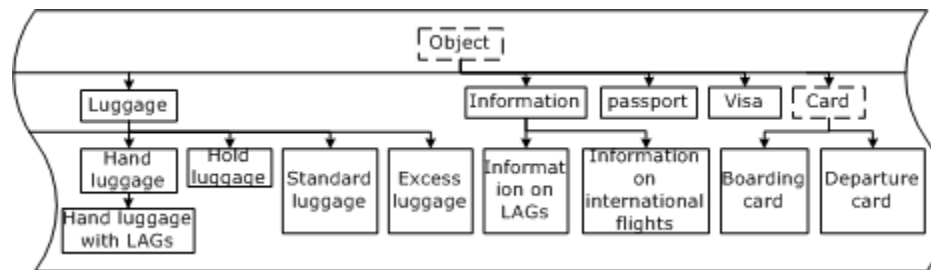 Object
Luggage
Information
passport
Visa
Card
Hand
luggage
Hold
luggage
Standard
luggage
Excess
luggage
Informat
ion on
LAGs
Information
on
international
flights
Boarding
card
Departure
card
Hand luggage
with LAGs